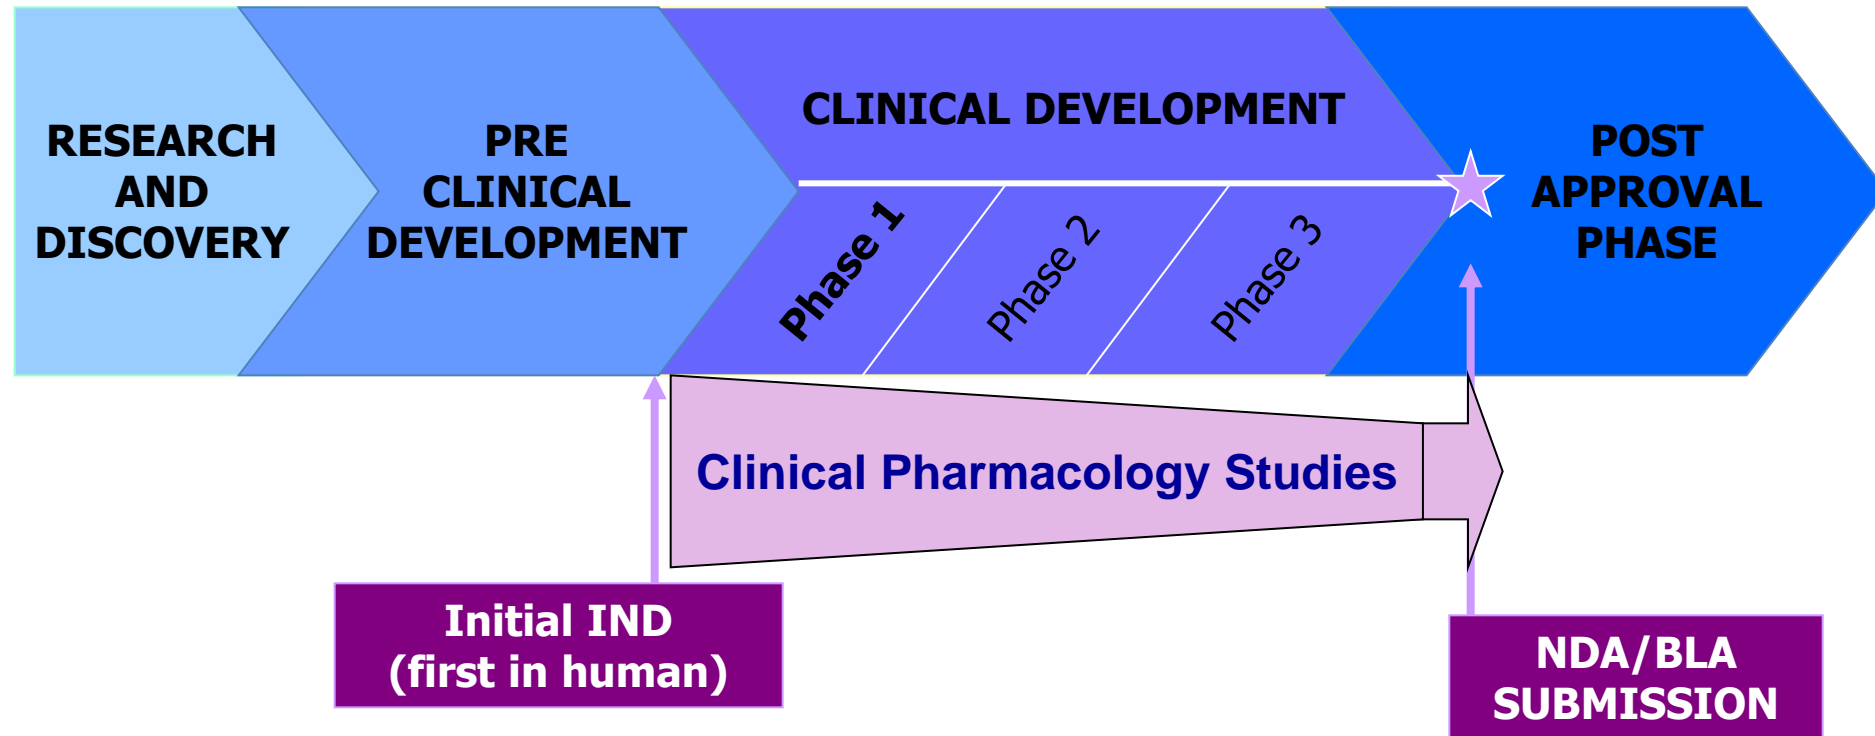 RESEARCH
AND
DISCOVERY
PRE
CLINICAL
DEVELOPMENT
CLINICAL DEVELOPMENT
Phase 1
Phase 2
Phase 3
POST
APPROVAL
PHASE
Clinical Pharmacology Studies
Initial IND
(first in human)
NDA/BLA
SUBMISSION